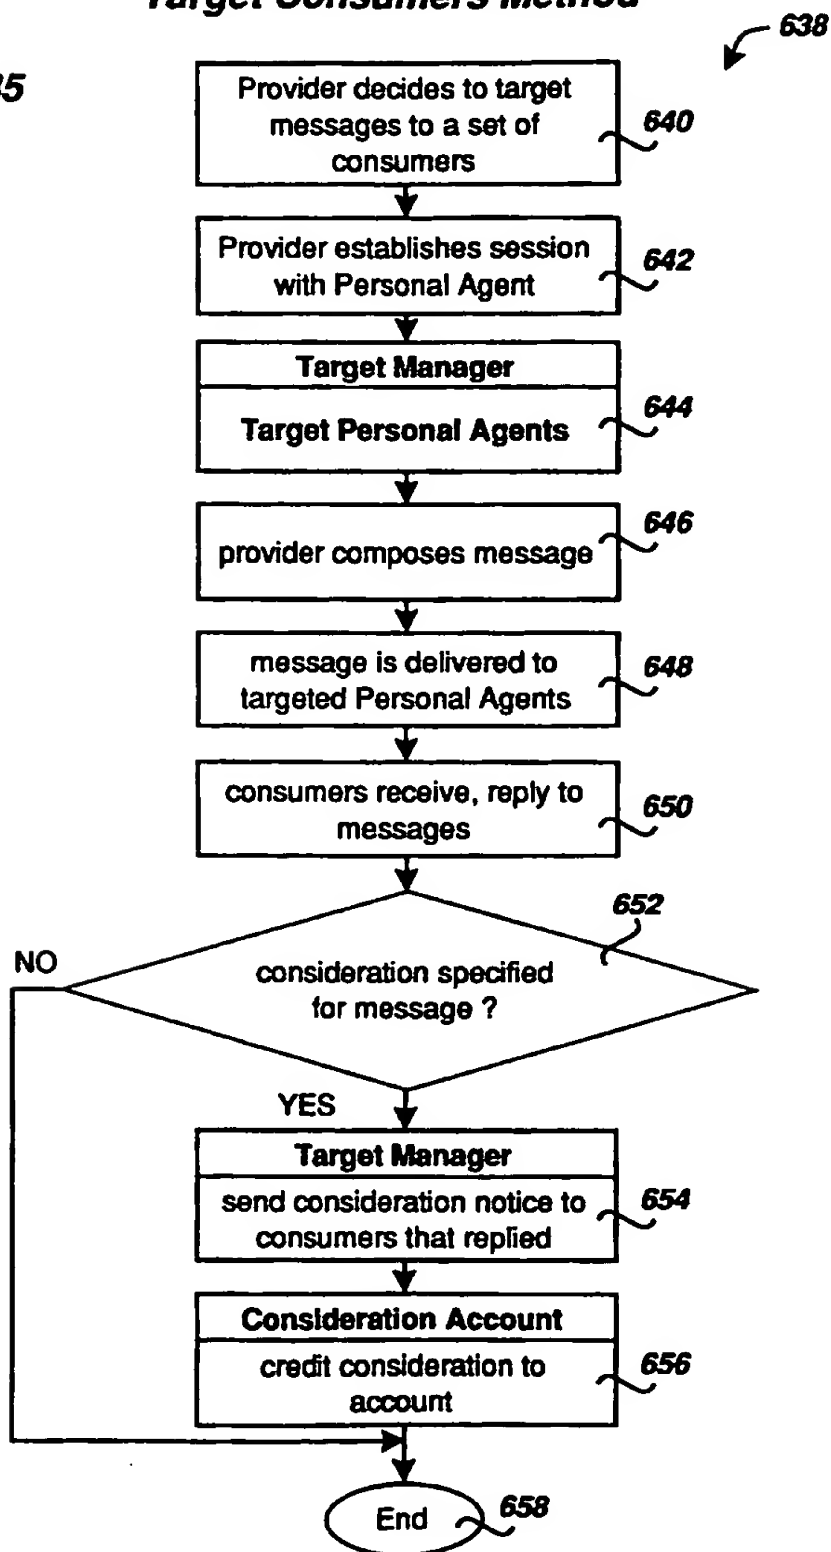 Target Consumers Method
638
35
Provider decides to target
messages to a set of
consumers
640
Provider establishes session
with Personal Agent
642
Target Manager
Target Personal Agents
644
provider composes message
646
message is delivered to
targeted Personal Agents
648
consumers receive, reply to
messages
650
652
NO
consideration specified
for message ?
YES
Target Manager
send consideration notice to
consumers that replied
654
Consideration Account
credit consideration to
account
656
End
658